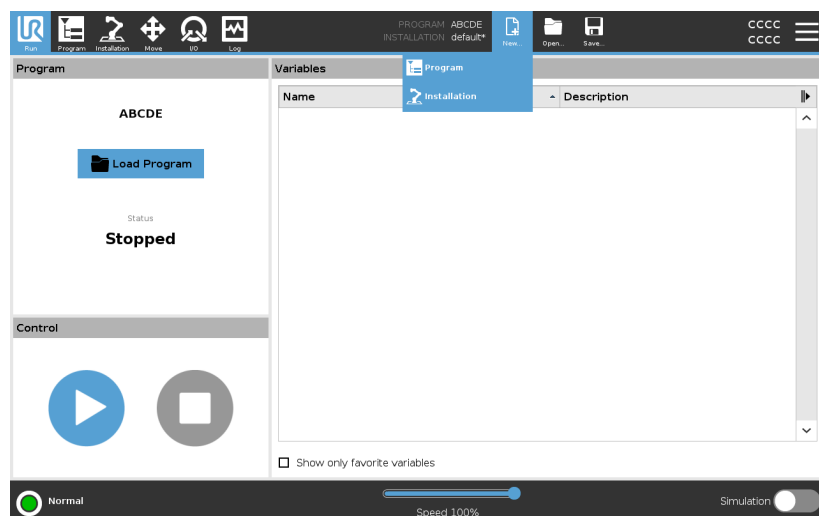 UR
Run
Program
Installation
Move
I/O
Log
PROGRAM ABCDE
INSTALLATION default*
New...
Open...
Save...
CCCC
CCCC
Program
Variables
Program
Installation
Name
Description
ABCDE
Load Program
Status
Stopped
Control
Show only favorite variables
Normal
Speed 100%
Simulation